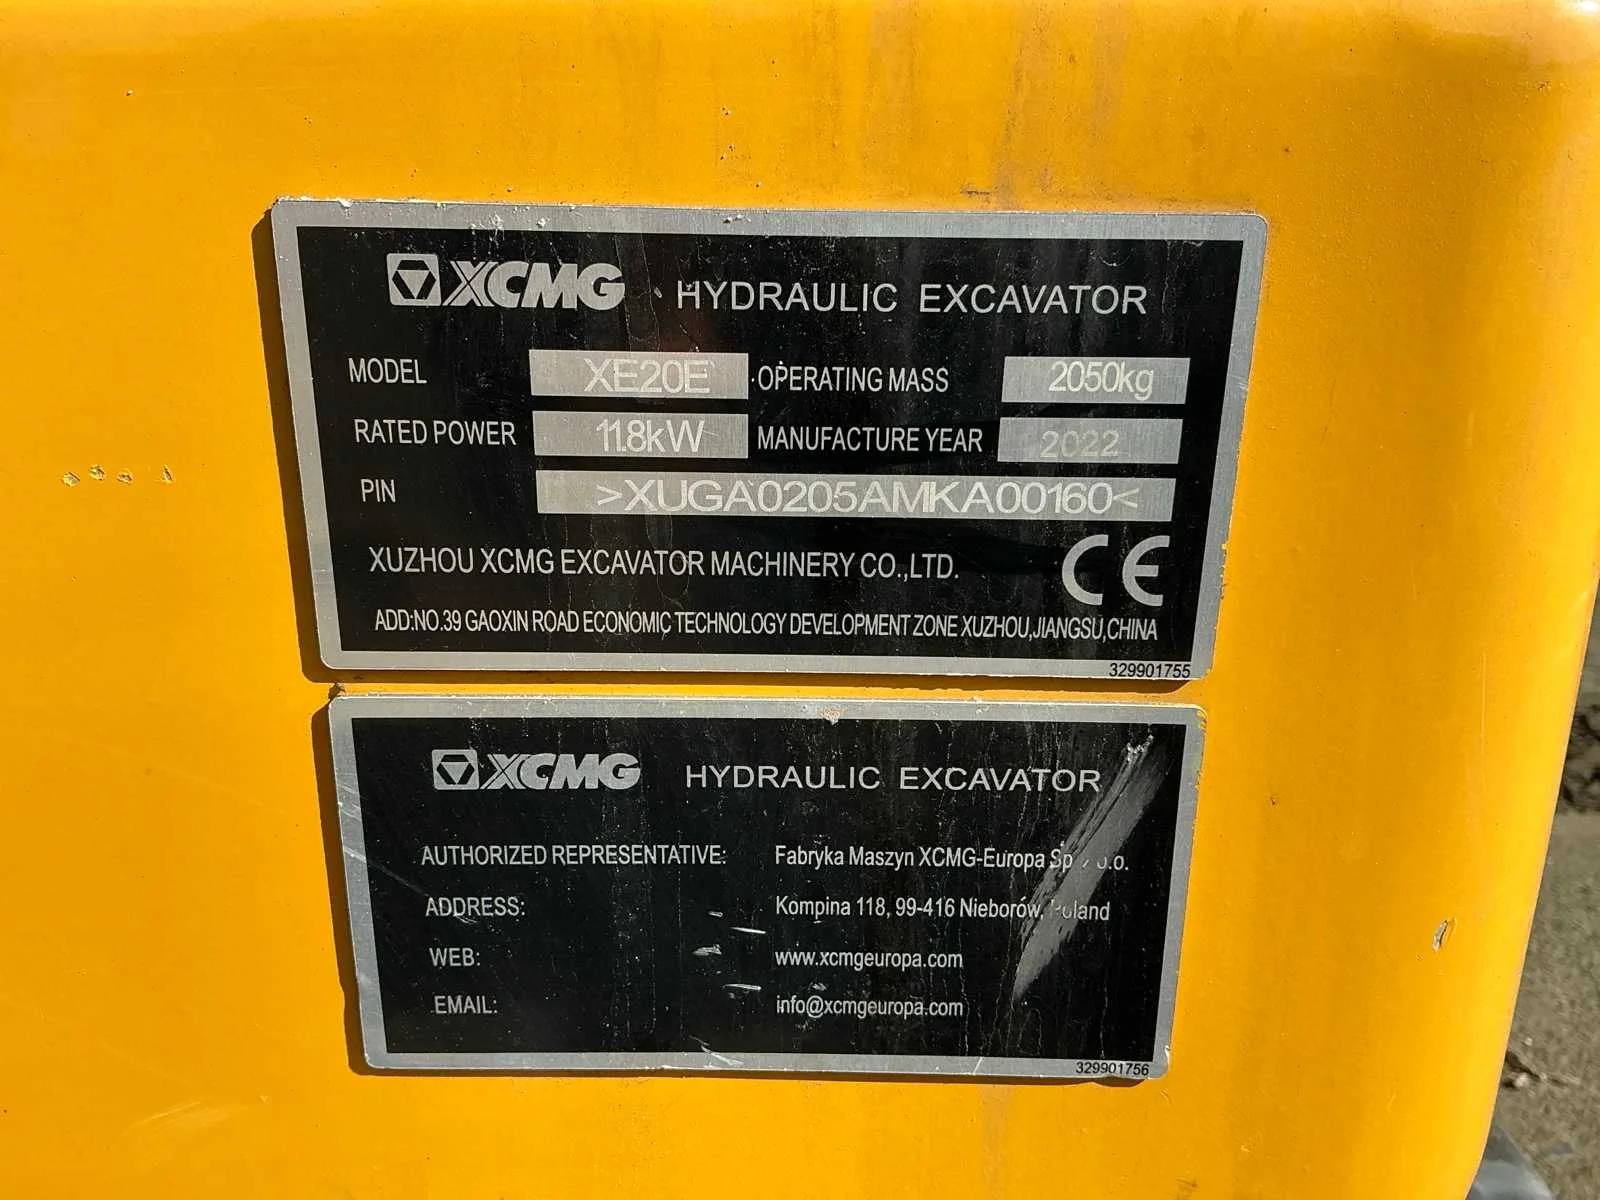 XCMG HYDRAULIC EXCAVATOR
MODEL XE20E OPERATING MASS 2050kg
RATED POWER 11.8kW MANUFACTURE YEAR 2022
PIN >XUGA0205AMKA00160<
XUZHOU XCMG EXCAVATOR MACHINERY CO.,LTD. CE
ADD:NO.39 GAOXIN ROAD ECONOMIC TECHNOLOGY DEVELOPMENT ZONE XUZHOU,JIANGSU,CHINA
329901755
XCMG HYDRAULIC EXCAVATOR
AUTHORIZED REPRESENTATIVE: Fabryka Maszyn XCMG-Europa Sp
ADDRESS: Kompina 118, 99-416 Nieborów, Poland
WEB: www.xcmgeuropa.com
EMAIL: info@xcmgeuropa.com
329901756